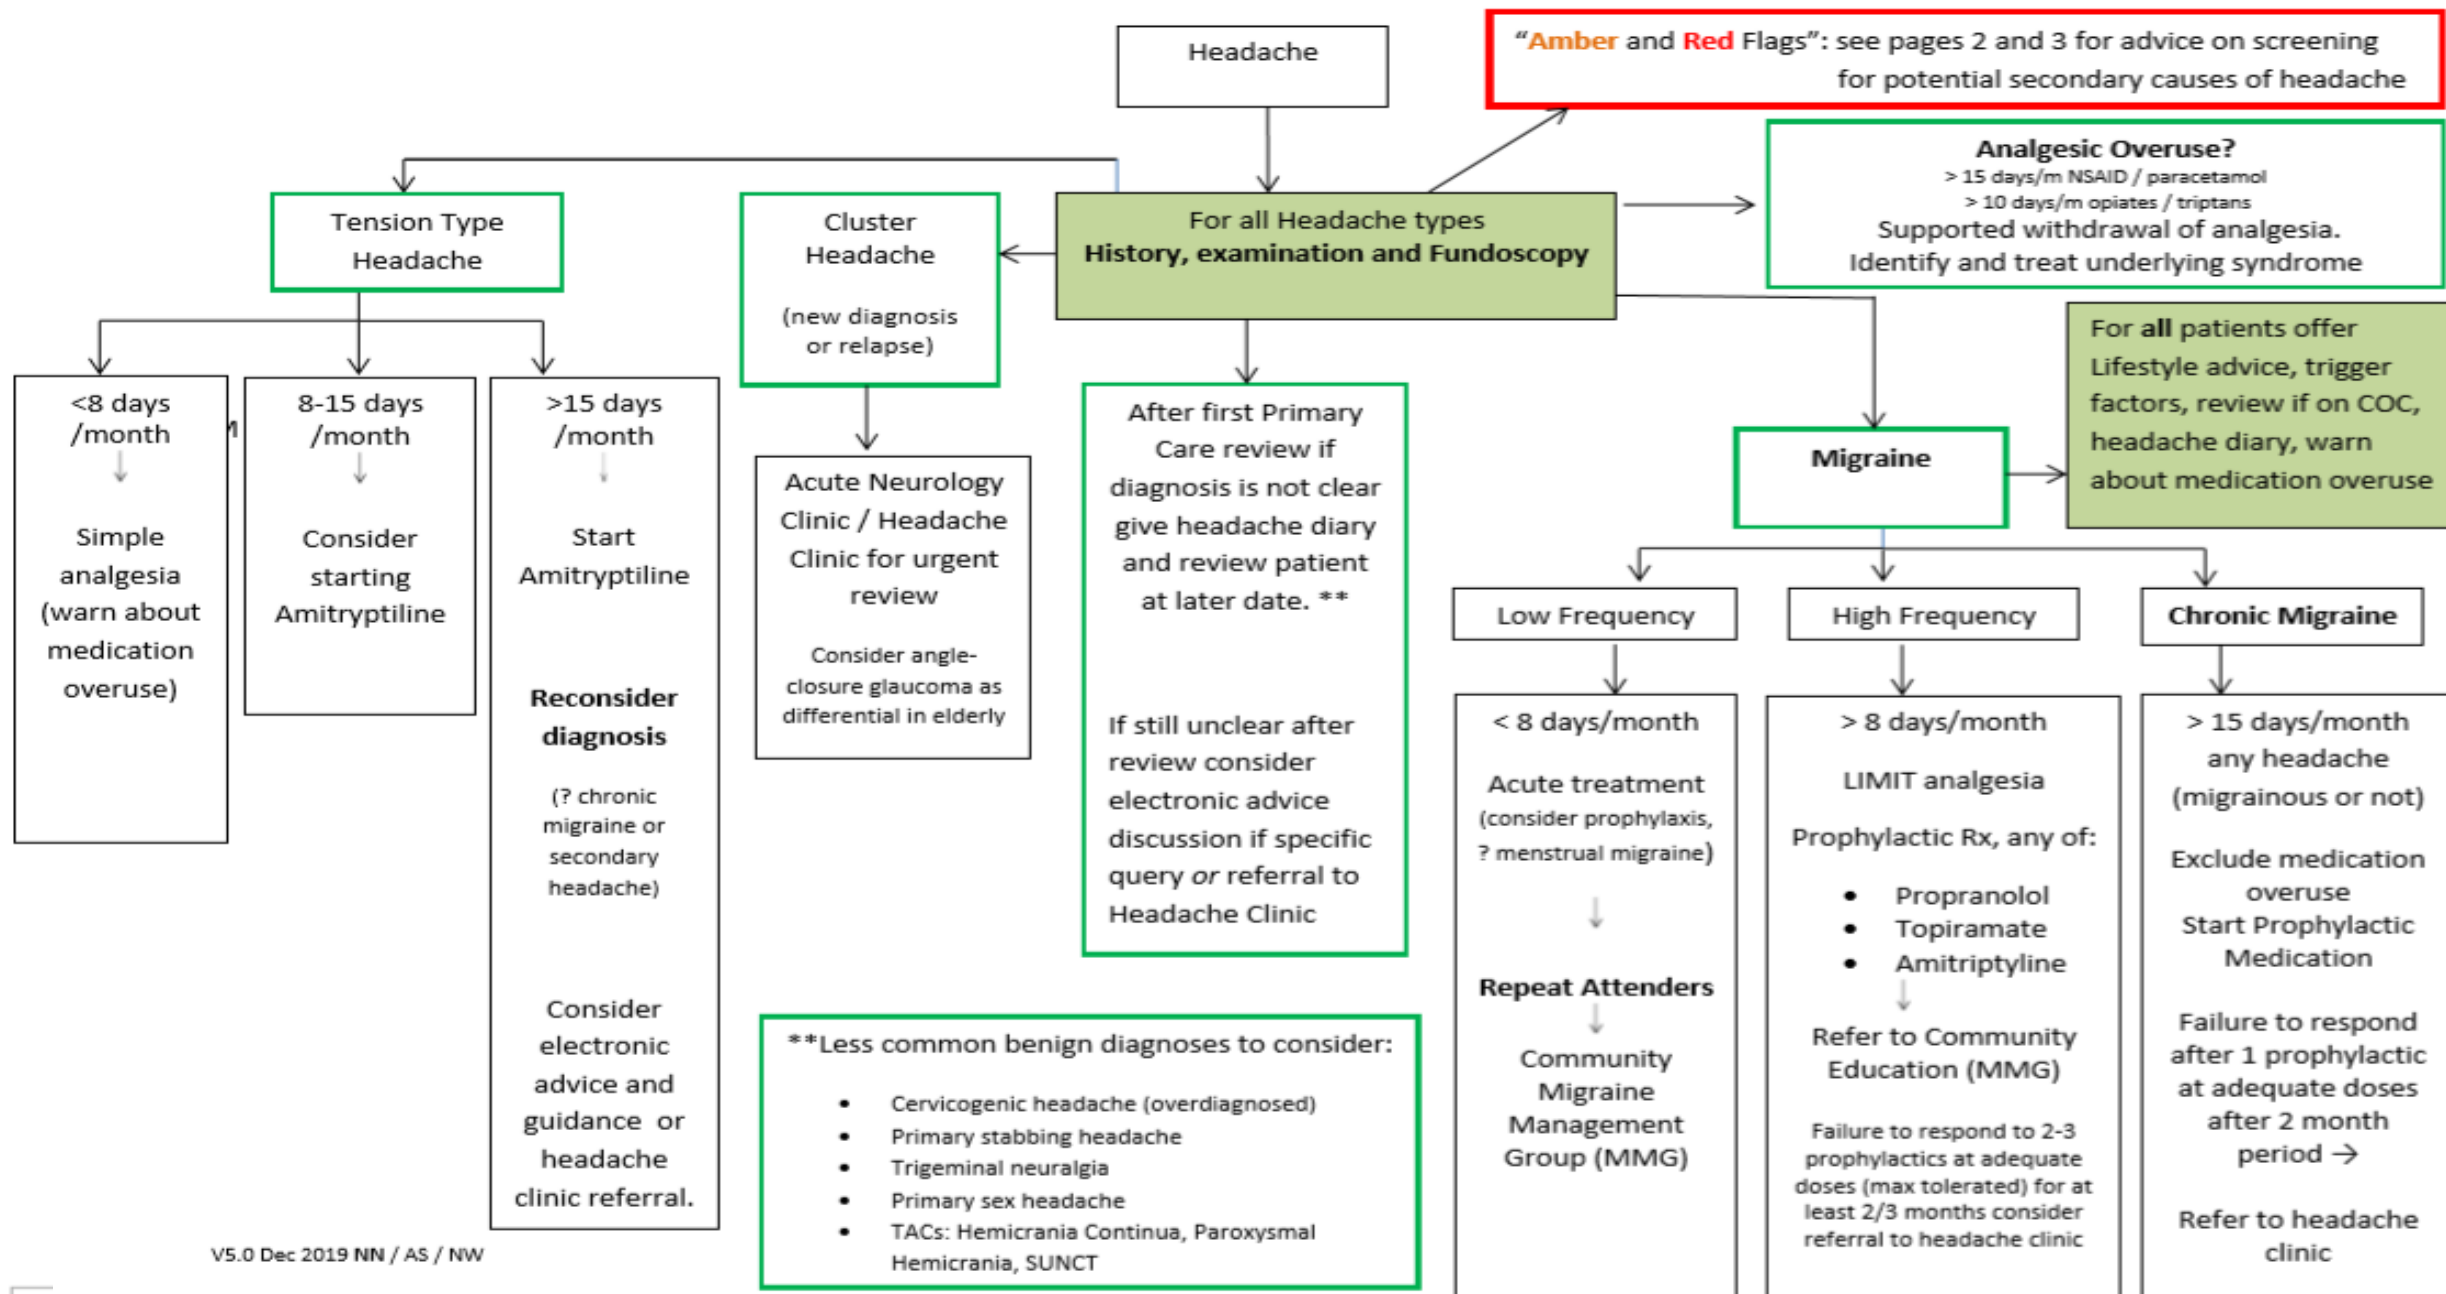 Headache
“Amber and Red Flags”: see pages 2 and 3 for advice on screening
for potential secondary causes of headache
Analgesic Overuse?
> 15 days/m NSAID / paracetamol
> 10 days/m opiates / triptans
Supported withdrawal of analgesia.
Identify and treat underlying syndrome
Tension Type
Headache
Cluster
Headache
(new diagnosis
or relapse)
For all Headache types
History, examination and Fundoscopy
For all patients offer
Lifestyle advice, trigger
factors, review if on COC,
headache diary, warn
about medication overuse
<8 days
/month
Simple
analgesia
(warn about
medication
overuse)
8-15 days
/month
Consider
starting
Amitryptiline
>15 days
/month
Start
Amitryptiline
Reconsider
diagnosis
(? chronic
migraine or
secondary
headache)
Consider
electronic
advice and
guidance or
headache
clinic referral.
Acute Neurology
Clinic / Headache
Clinic for urgent
review
Consider angle-
closure glaucoma as
differential in elderly
After first Primary
Care review if
diagnosis is not clear
give headache diary
and review patient
at later date. **
If still unclear after
review consider
electronic advice
discussion if specific
query or referral to
Headache Clinic
Migraine
Low Frequency
High Frequency
Chronic Migraine
< 8 days/month
Acute treatment
(consider prophylaxis,
? menstrual migraine)
Repeat Attenders
Community
Migraine
Management
Group (MMG)
> 8 days/month
LIMIT analgesia
Prophylactic Rx, any of:
• Propranolol
• Topiramate
• Amitriptyline
Refer to Community
Education (MMG)
Failure to respond to 2-3
prophylactics at adequate
doses (max tolerated) for at
least 2/3 months consider
referral to headache clinic
> 15 days/month
any headache
(migrainous or not)
Exclude medication
overuse
Start Prophylactic
Medication
Failure to respond
after 1 prophylactic
at adequate doses
after 2 month
period →
Refer to headache
clinic
**Less common benign diagnoses to consider:
• Cervicogenic headache (overdiagnosed)
• Primary stabbing headache
• Trigeminal neuralgia
• Primary sex headache
• TACs: Hemicrania Continua, Paroxysmal
Hemicrania, SUNCT
V5.0 Dec 2019 NN / AS / NW